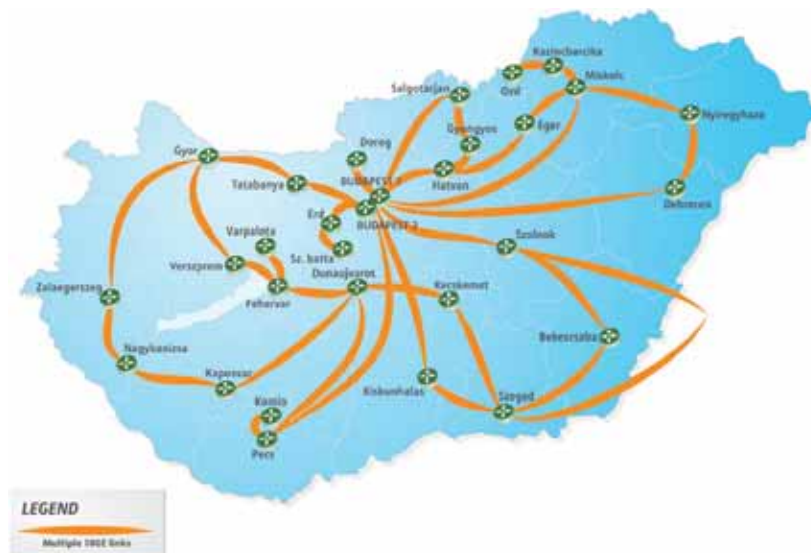 Kazincbarcika
Salgotarjan
Ozd
Miskolc
Nyiregyhaza
Gyongyos
Eger
Dorog
Gyor
Tatabanya
BUDAPEST 1
Hatvan
Debrecen
BUDAPEST 2
Erd
Varpalota
Szolnok
Sz. batta
Veszprem
Dunaujvarot
Kecskemet
Zalaegerszeg
Fehervar
Bekescsaba
Nagykanizsa
Kaposvar
Kiskunhalas
Szeged
Komlo
Pecs
LEGEND
Multiple 10GE links